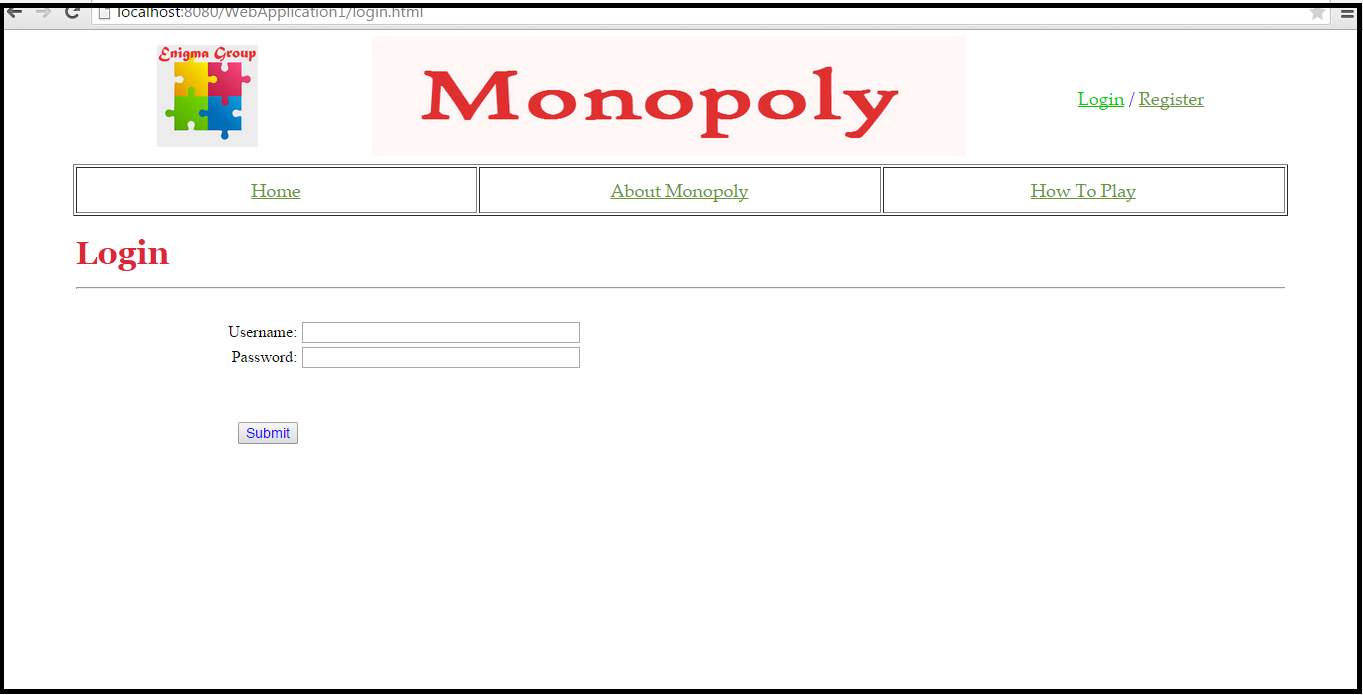 localhost:8080/WebApplication1/login.html
Enigma Group
Monopoly
Login / Register
Home
About Monopoly
How To Play
Login
Username:
Password:
Submit